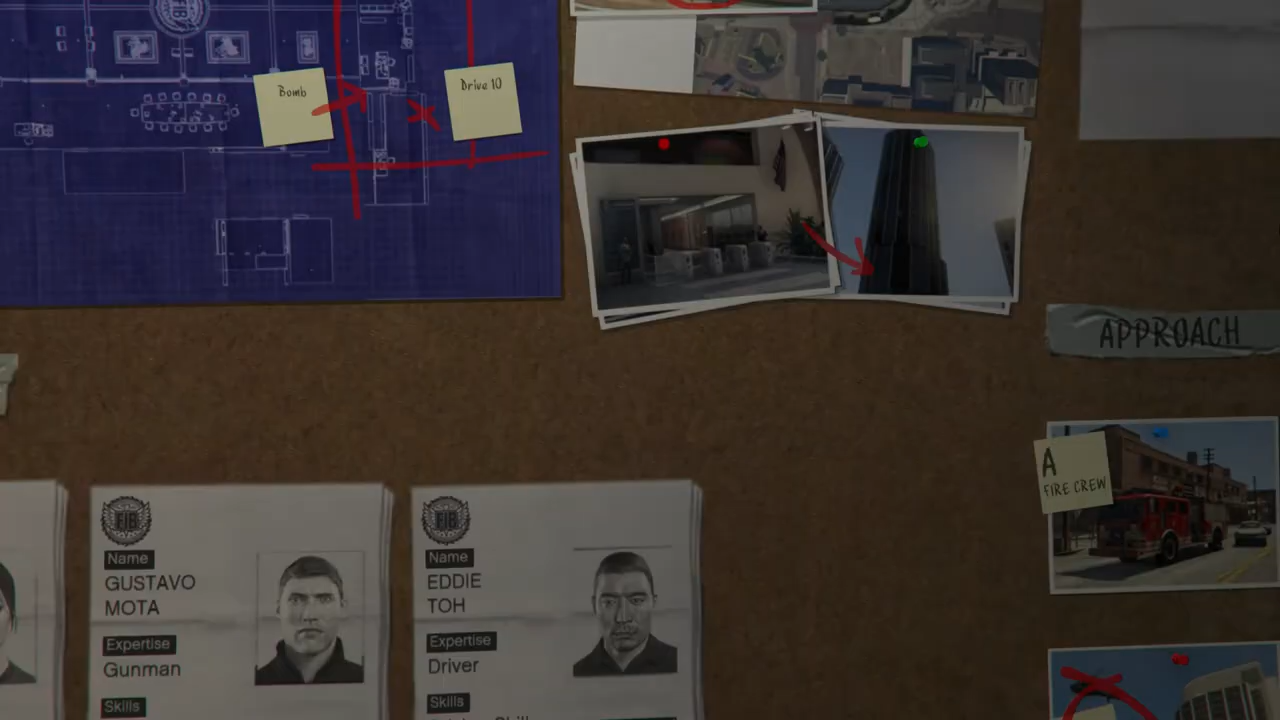 Bomb
Drive 10
APPROACH
A
FIRE CREW
FIB
Name
GUSTAVO
MOTA
Expertise
Gunman
Skills
FIB
Name
EDDIE
TOH
Expertise
Driver
Skills